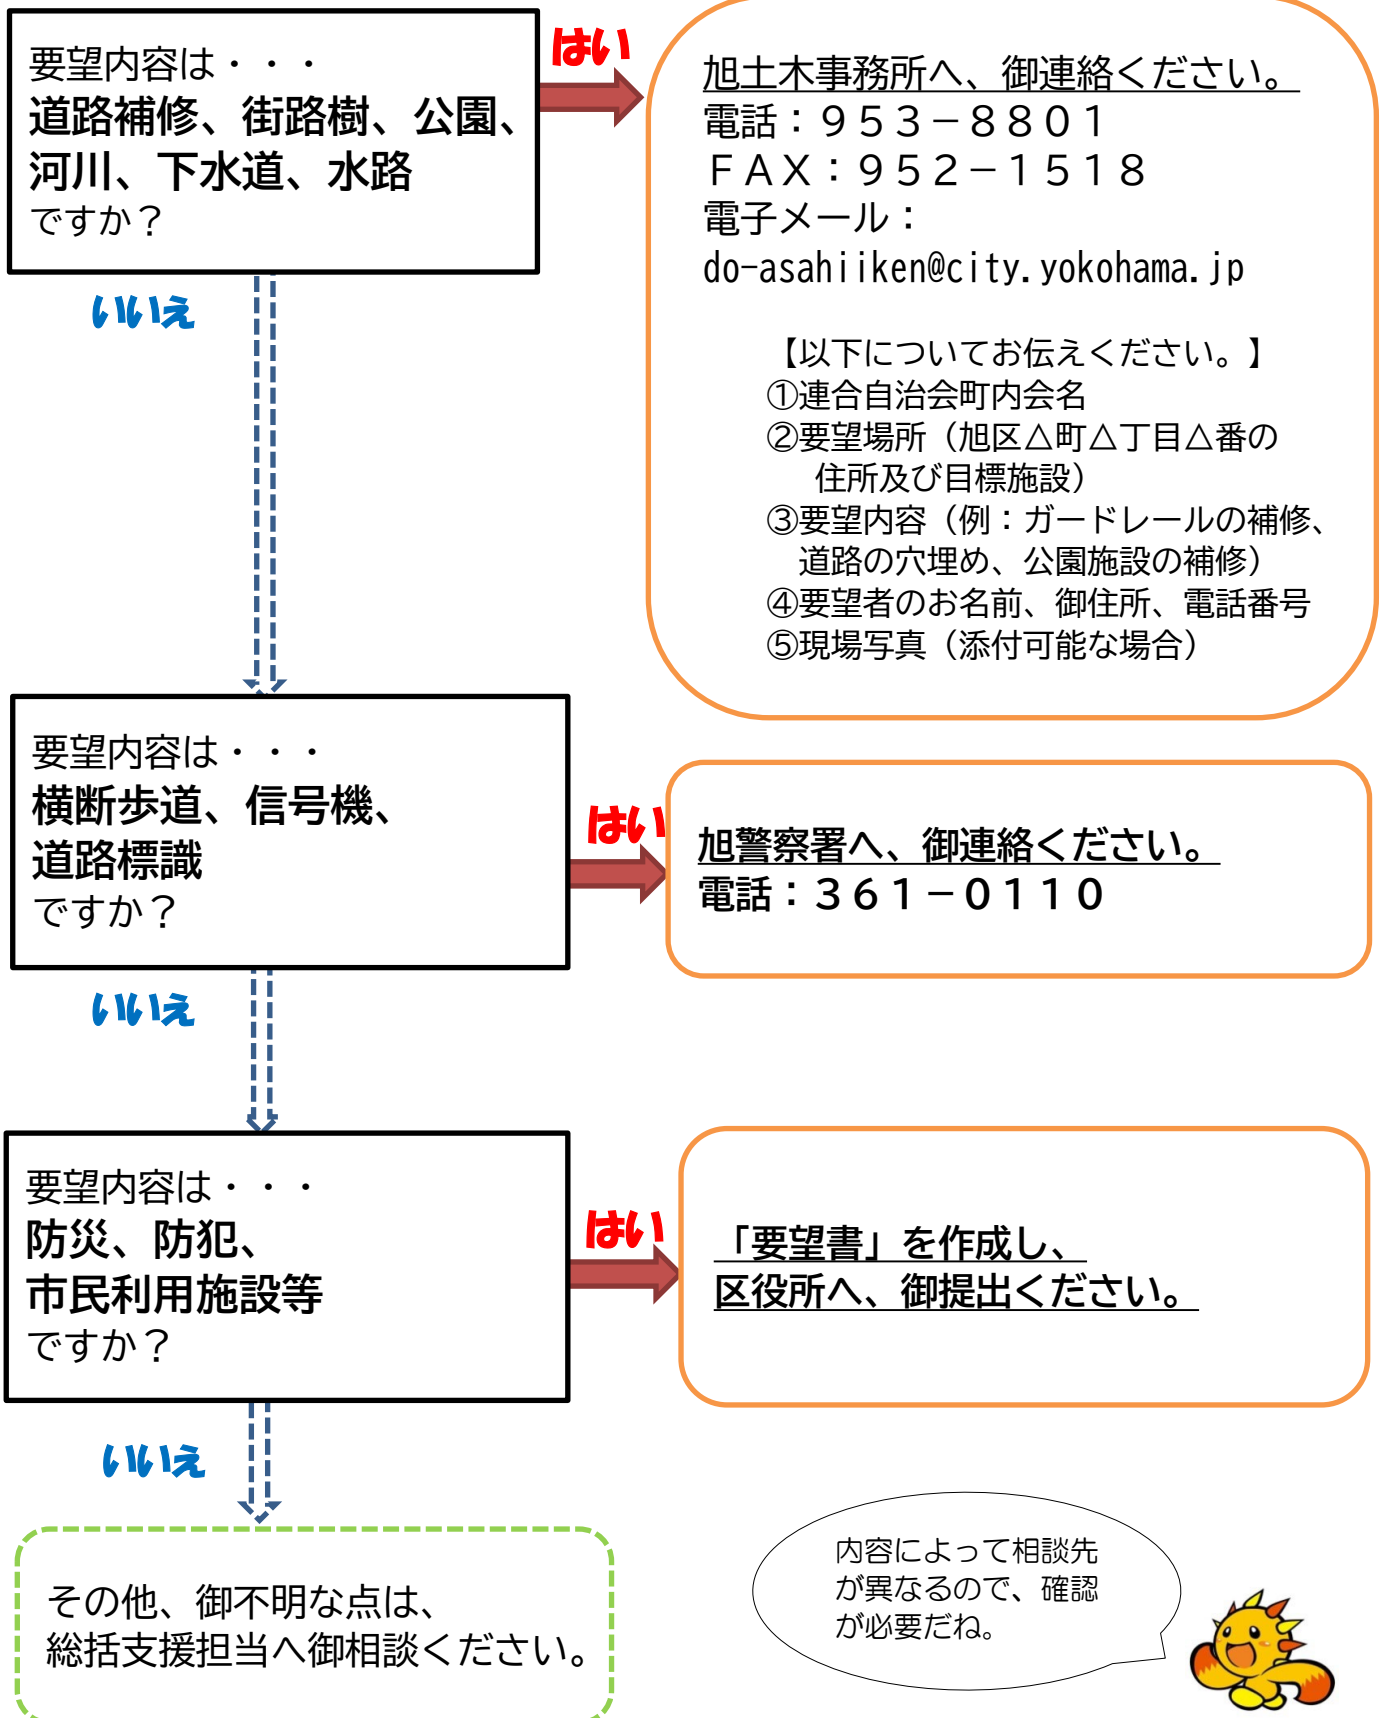 要望内容は・・・
道路補修、街路樹、公園、
河川、下水道、水路
ですか？
はい
旭土木事務所へ、御連絡ください。
電話：９５３－８８０１
ＦＡＸ：９５２－１５１８
電子メール：
do-asahiiken@city.yokohama.jp
【以下についてお伝えください。】
①連合自治会町内会名
②要望場所（旭区△町△丁目△番の
住所及び目標施設）
③要望内容（例：ガードレールの補修、
道路の穴埋め、公園施設の補修）
④要望者のお名前、御住所、電話番号
⑤現場写真（添付可能な場合）
いいえ
要望内容は・・・
横断歩道、信号機、
道路標識
ですか？
はい
旭警察署へ、御連絡ください。
電話：３６１－０１１０
いいえ
要望内容は・・・
防災、防犯、
市民利用施設等
ですか？
はい
「要望書」を作成し、
区役所へ、御提出ください。
いいえ
その他、御不明な点は、
総括支援担当へ御相談ください。
内容によって相談先
が異なるので、確認
が必要だね。